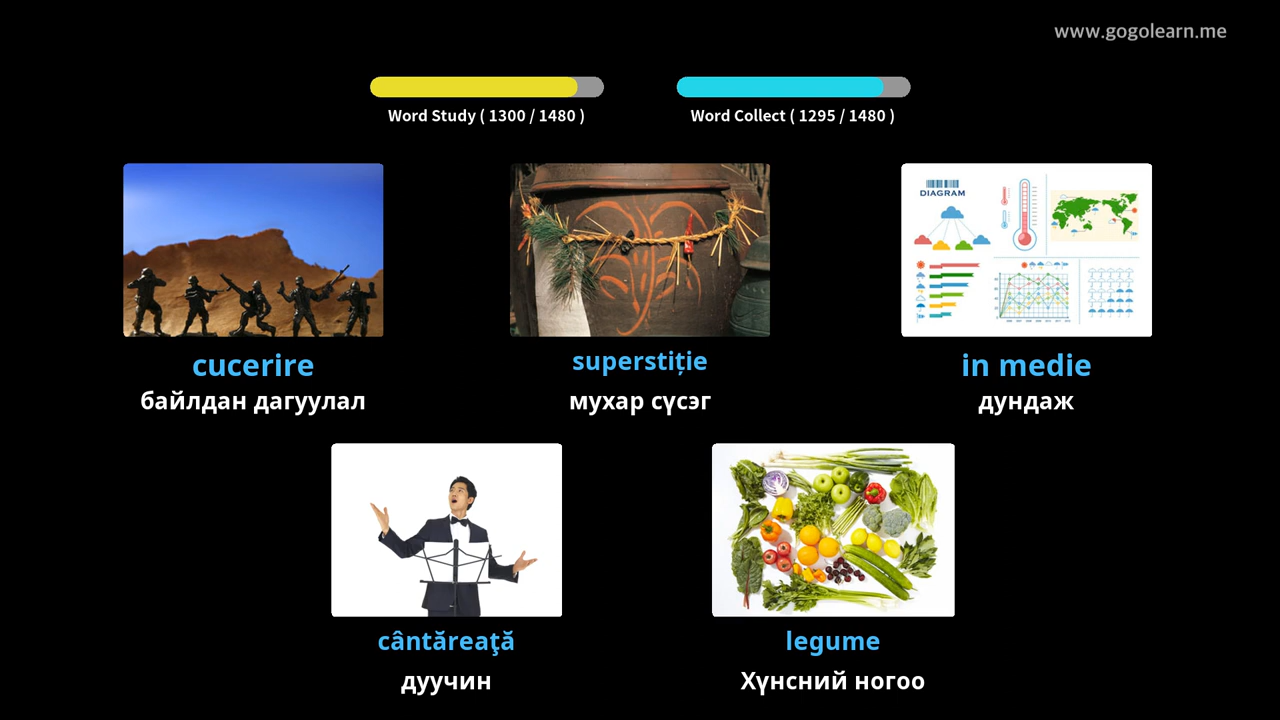 www.gogolearn.me
Word Study ( 1300 / 1480 )
Word Collect ( 1295 / 1480 )
DIAGRAM
cucerire
superstiție
in medie
байлдан дагуулал
мухар сүсэг
дундаж
cântăreaţă
legume
дуучин
Хүнсний ногоо